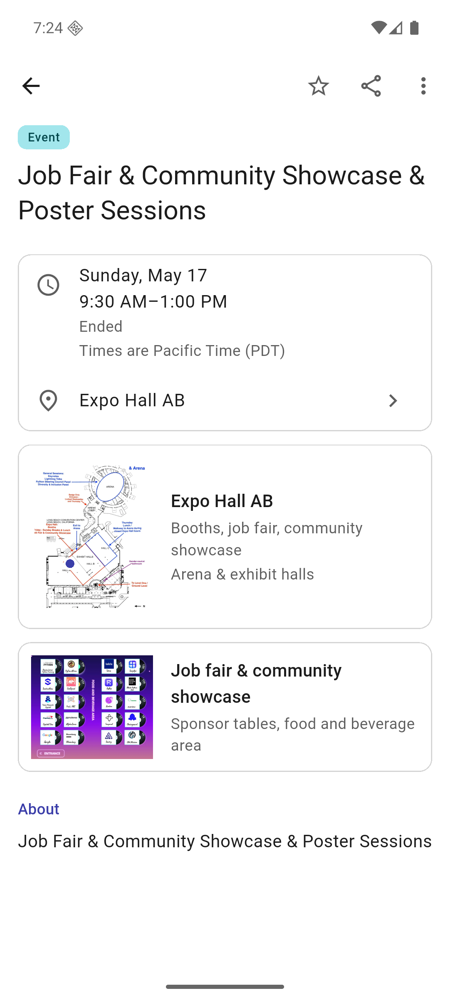 7:24
Event
Job Fair & Community Showcase &
Poster Sessions
Sunday, May 17
9:30 AM–1:00 PM
Ended
Times are Pacific Time (PDT)
Expo Hall AB
& Arena
Expo Hall AB
Booths, job fair, community
showcase
Arena & exhibit halls
Job fair & community
showcase
Sponsor tables, food and beverage
area
About
Job Fair & Community Showcase & Poster Sessions